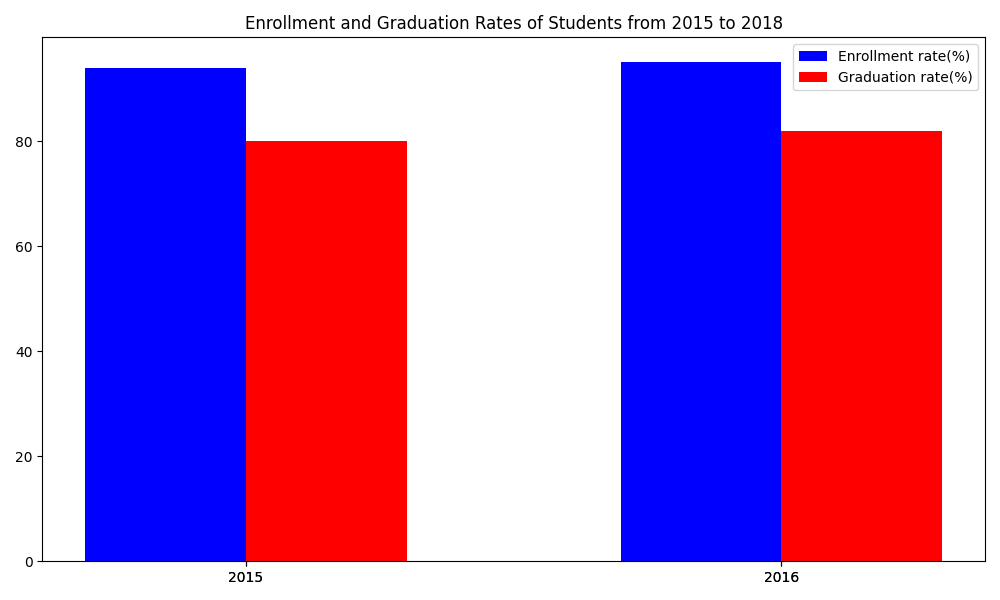 Enrollment and Graduation Rates of Students from 2015 to 2018
Enrollment rate(%)
Graduation rate(%)
80
60
40
20
0
2015
2016